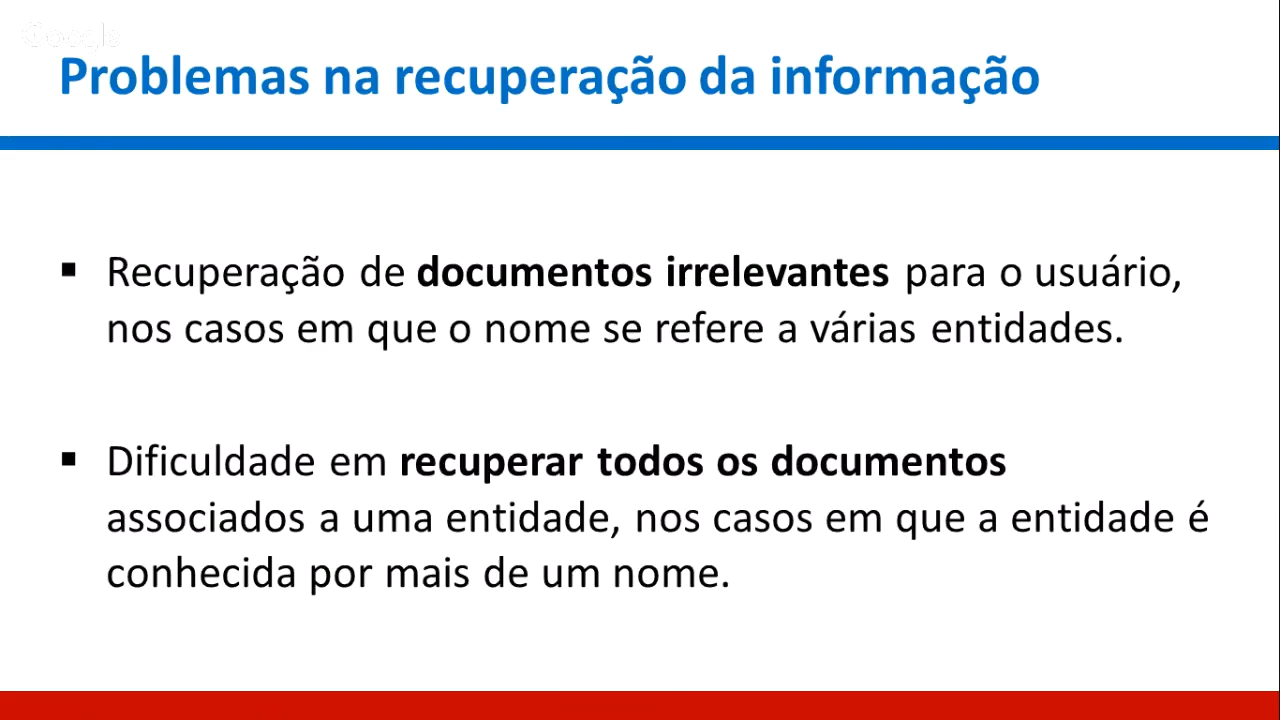 Problemas na recuperação da informação
▪ Recuperação de documentos irrelevantes para o usuário,
nos casos em que o nome se refere a várias entidades.
▪ Dificuldade em recuperar todos os documentos
associados a uma entidade, nos casos em que a entidade é
conhecida por mais de um nome.